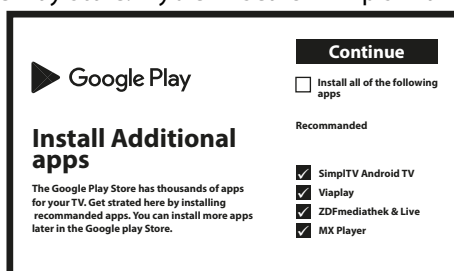 Google Play
Install Additional
apps
The Google Play Store has thousands of apps
for your TV. Get strated here by installing
recommanded apps. You can install more apps
later in the Google play Store.
Continue
Install all of the following
apps
Recommanded
SimplTV Android TV
Viaplay
ZDFmediathek & Live
MX Player